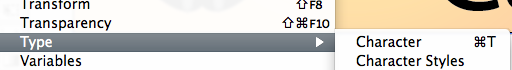 Transform ⇧F8
Transparency ⇧⌘F10
Type ▶
Variables
Character ⌘T
Character Styles